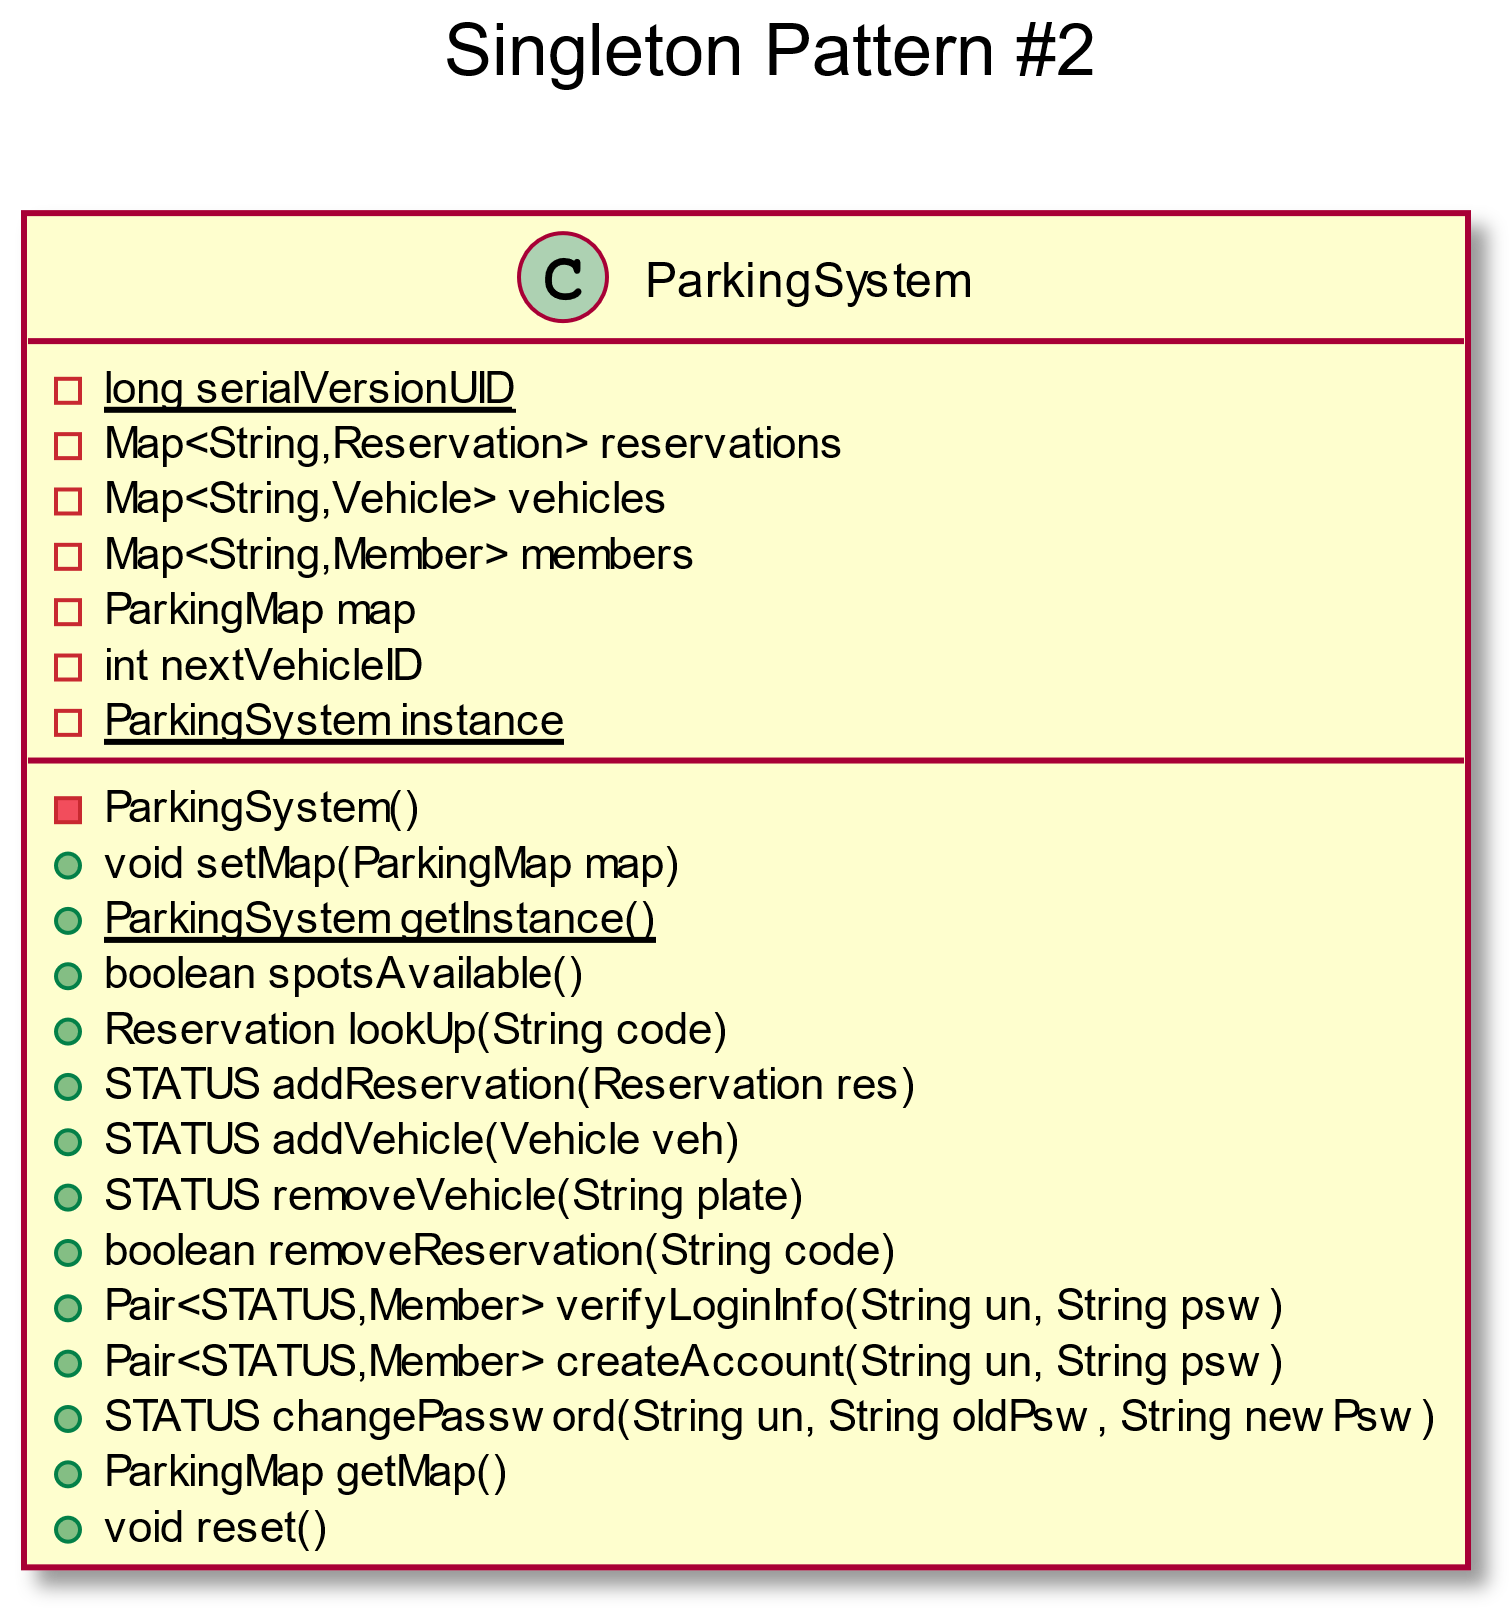 Singleton Pattern #2
C ParkingSystem
long serialVersionUID
Map<String,Reservation> reservations
Map<String,Vehicle> vehicles
Map<String,Member> members
ParkingMap map
int nextVehicleID
ParkingSystem instance
ParkingSystem()
void setMap(ParkingMap map)
ParkingSystem getInstance()
boolean spotsAvailable()
Reservation lookUp(String code)
STATUS addReservation(Reservation res)
STATUS addVehicle(Vehicle veh)
STATUS removeVehicle(String plate)
boolean removeReservation(String code)
Pair<STATUS,Member> verifyLoginInfo(String un, String psw)
Pair<STATUS,Member> createAccount(String un, String psw)
STATUS changePassword(String un, String oldPsw, String newPsw)
ParkingMap getMap()
void reset()